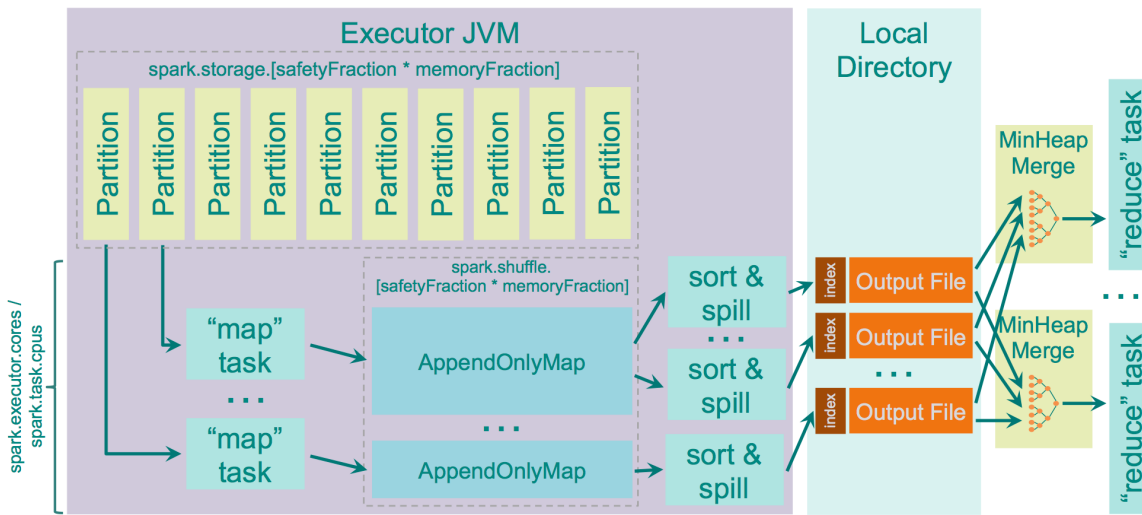 Executor JVM
spark.storage.[safetyFraction * memoryFraction]
Partition
Partition
Partition
Partition
Partition
Partition
Partition
Partition
Partition
Partition
spark.executor.cores /
spark.task.cpus
"map"
task
...
"map"
task
spark.shuffle.
[safetyFraction * memoryFraction]
AppendOnlyMap
...
AppendOnlyMap
sort &
spill
...
sort &
spill
sort &
spill
Local
Directory
index
Output File
index
Output File
...
index
Output File
MinHeap
Merge
MinHeap
Merge
"reduce" task
...
"reduce" task